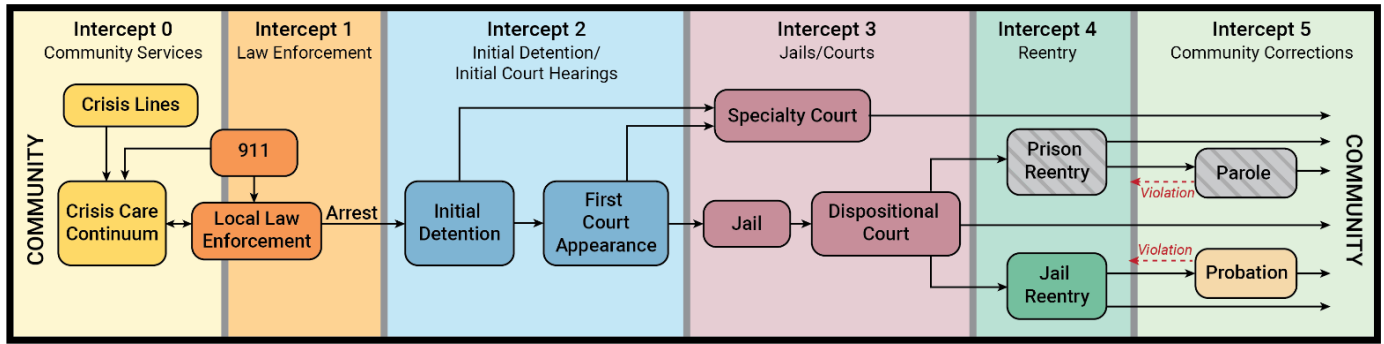 Intercept 0
Community Services
Intercept 1
Law Enforcement
Intercept 2
Initial Detention/
Initial Court Hearings
Intercept 3
Jails/Courts
Intercept 4
Reentry
Intercept 5
Community Corrections
COMMUNITY
Crisis Lines
911
Crisis Care
Continuum
Local Law
Enforcement
Arrest
Initial
Detention
First
Court
Appearance
Specialty Court
Jail
Dispositional
Court
Prison
Reentry
Jail
Reentry
Violation
Parole
Violation
Probation
COMMUNITY